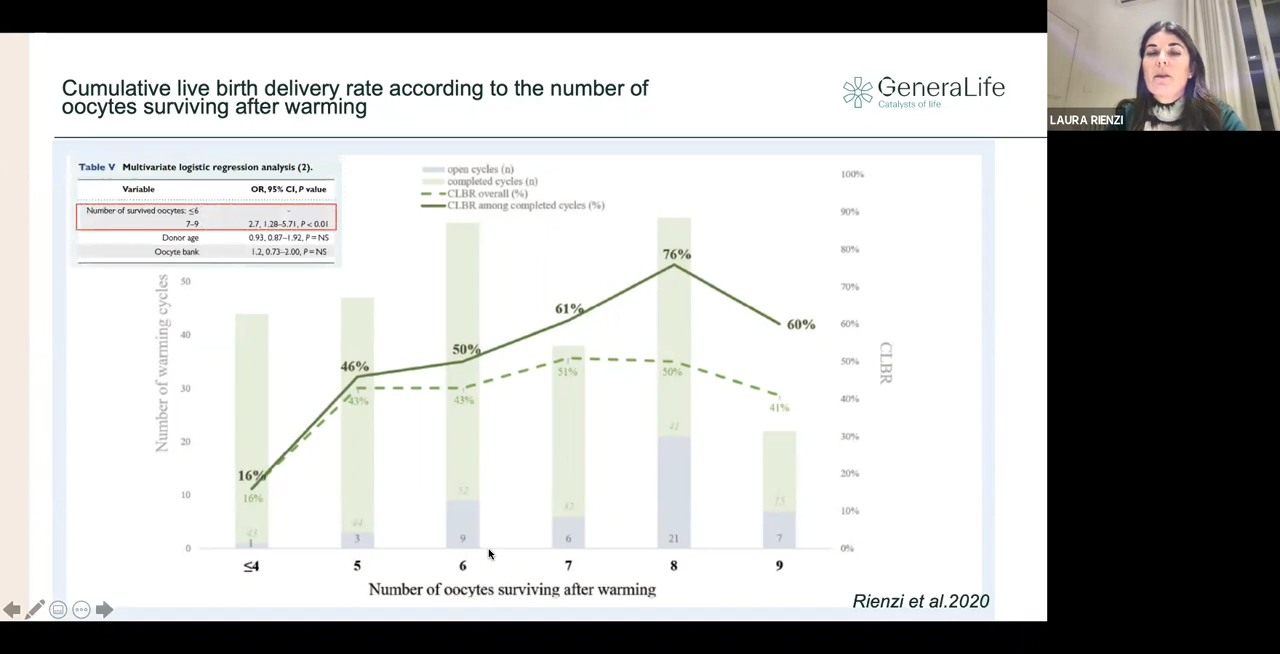 Cumulative live birth delivery rate according to the number of
oocytes surviving after warming
GeneraLife
Catalysts of life
LAURA RIENZI
Table V Multivariate logistic regression analysis (2).
Variable OR, 95% CI, P value
Number of survived oocytes: ≤6 -
7–9 2.7, 1.28–5.71, P < 0.01
Donor age 0.93, 0.87–1.92, P = NS
Oocyte bank 1.2, 0.73–2.00, P = NS
open cycles (n)
completed cycles (n)
CLBR overall (%)
CLBR among completed cycles (%)
100%
90%
80%
70%
60%
50%
40%
30%
20%
10%
0%
CLBR
Number of warming cycles
50
40
30
20
10
0
16%
46%
50%
61%
76%
60%
16%
43%
43%
51%
50%
41%
43
44
52
32
41
15
1
3
9
6
21
7
≤4
5
6
7
8
9
Number of oocytes surviving after warming
Rienzi et al.2020